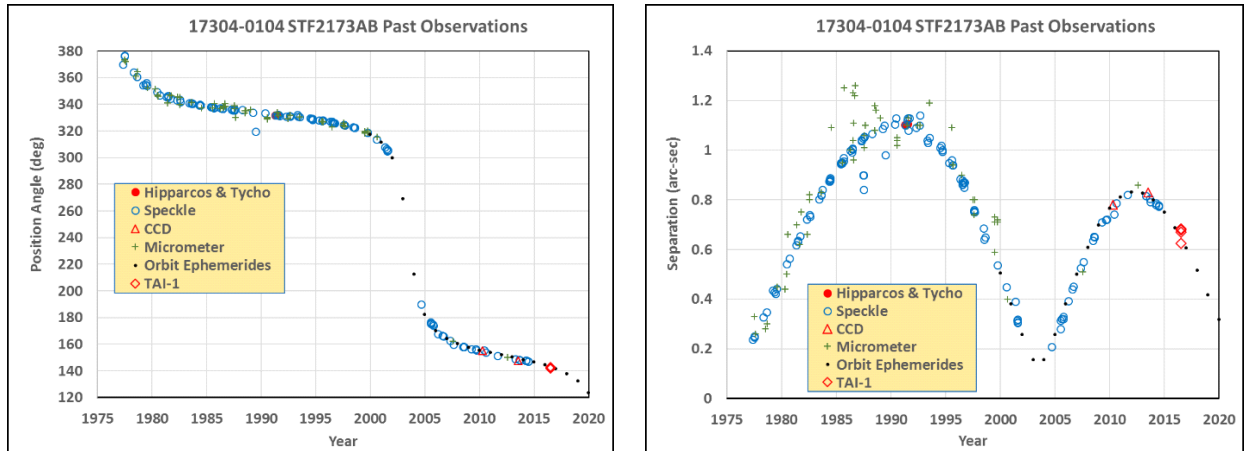 17304-0104 STF2173AB Past Observations
Position Angle (deg)
380
360
340
320
300
280
260
240
220
200
180
160
140
120
Hipparcos & Tycho
Speckle
CCD
Micrometer
Orbit Ephemerides
TAI-1
1975 1980 1985 1990 1995 2000 2005 2010 2015 2020
Year
17304-0104 STF2173AB Past Observations
Separation (arc-sec)
1.4
1.2
1
0.8
0.6
0.4
0.2
0
Hipparcos & Tycho
Speckle
CCD
Micrometer
Orbit Ephemerides
TAI-1
1975 1980 1985 1990 1995 2000 2005 2010 2015 2020
Year